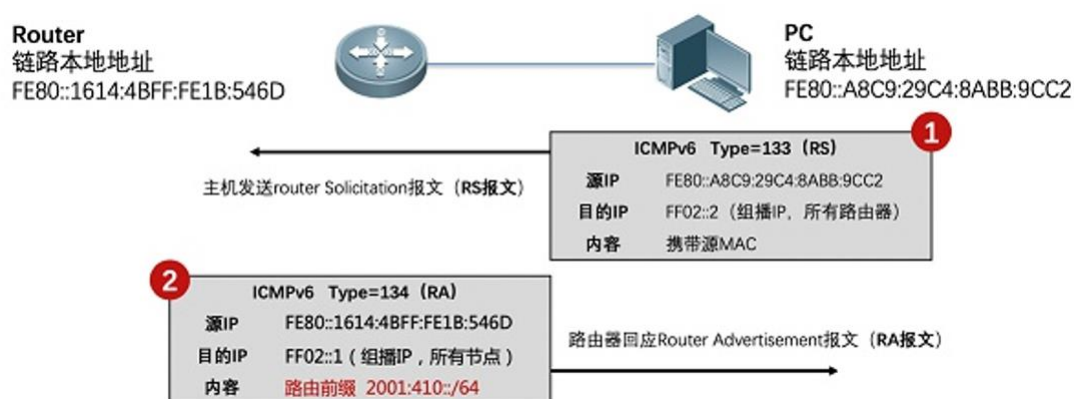 Router
链路本地地址
FE80::1614:4BFF:FE1B:546D
PC
链路本地地址
FE80::A8C9:29C4:8ABB:9CC2
1
ICMPv6 Type=133（RS）
源IP FE80::A8C9:29C4:8ABB:9CC2
目的IP FF02::2（组播IP，所有路由器）
内容 携带源MAC
主机发送router Solicitation报文（RS报文）
2
ICMPv6 Type=134（RA）
源IP FE80::1614:4BFF:FE1B:546D
目的IP FF02::1（组播IP，所有节点）
内容 路由前缀 2001:410::/64
路由器回应Router Advertisement报文（RA报文）